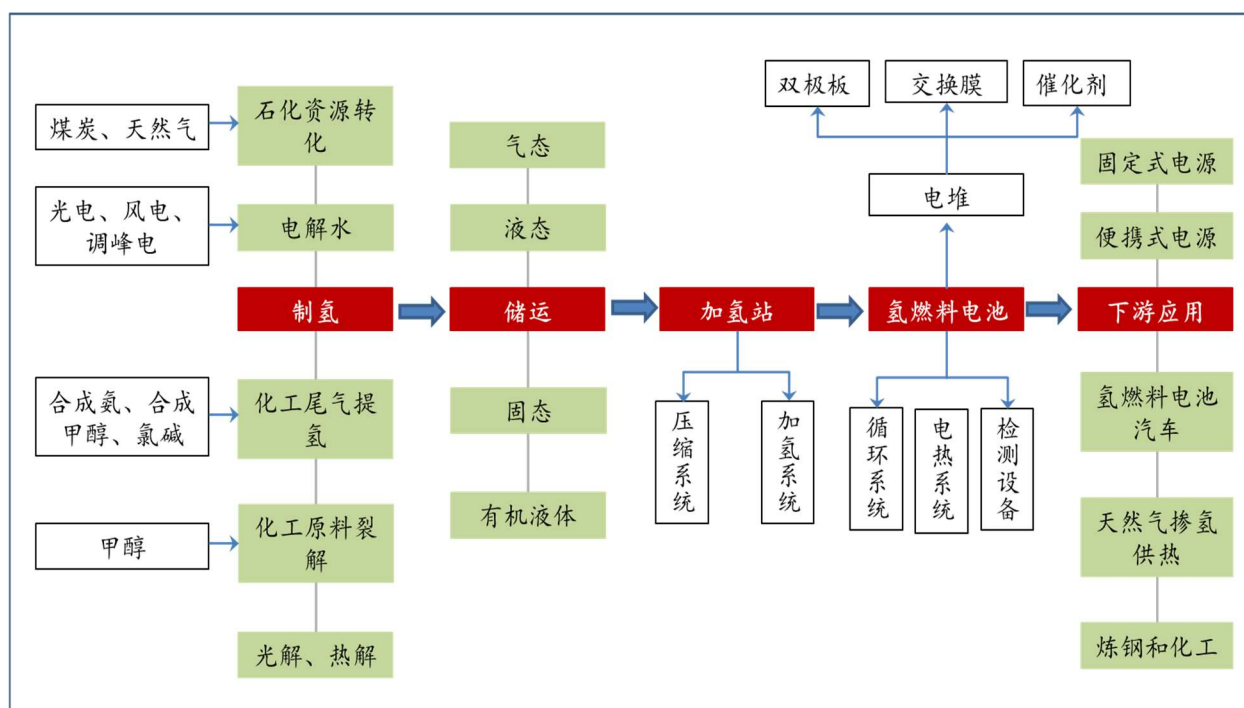 双极板
交换膜
催化剂
煤炭、天然气
石化资源转
化
气态
固定式电源
光电、风电、
调峰电
电解水
液态
电堆
便携式电源
制氢
储运
加氢站
氢燃料电池
下游应用
合成氨、合成
甲醇、氯碱
化工尾气提
氢
固态
压缩系统
加氢系统
循环系统
电热系统
检测设备
氢燃料电池
汽车
甲醇
化工原料裂
解
有机液体
天然气掺氢
供热
光解、热解
炼钢和化工